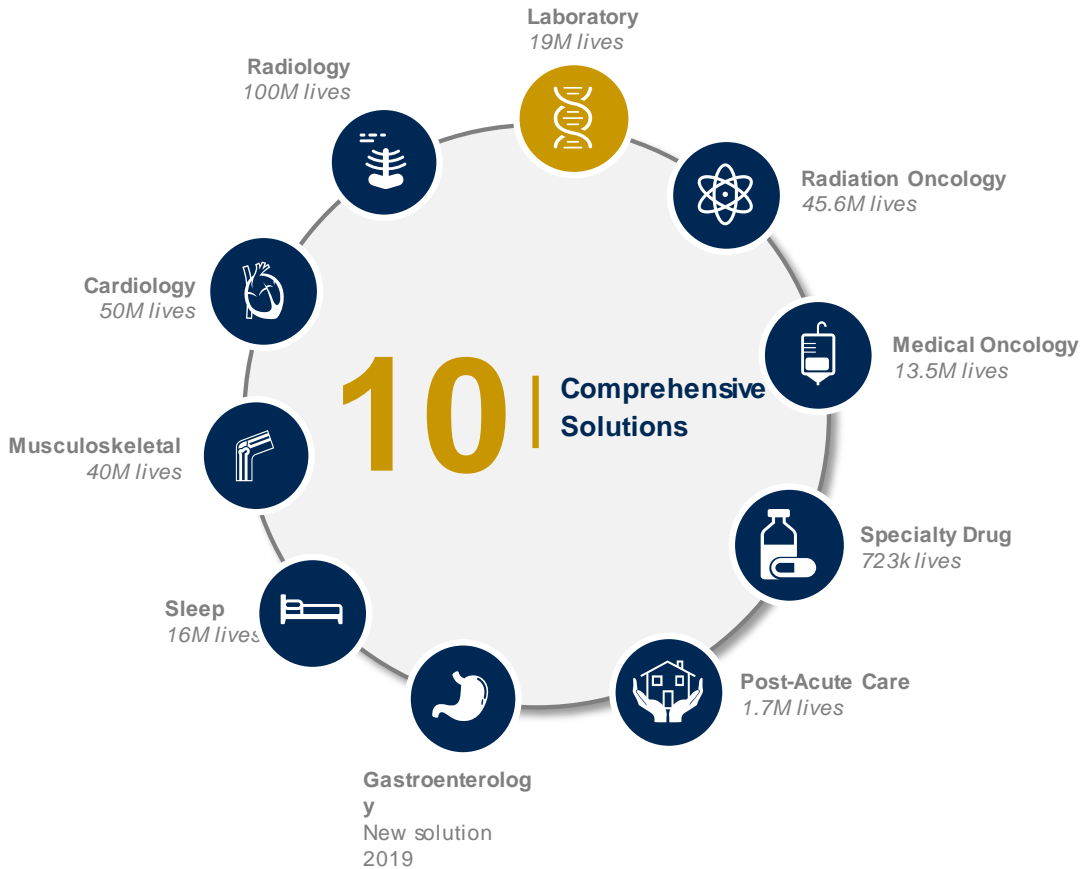 Laboratory
19M lives
Radiology
100M lives
Radiation Oncology
45.6M lives
Cardiology
50M lives
Medical Oncology
13.5M lives
10
Comprehensive
Solutions
Musculoskeletal
40M lives
Specialty Drug
723k lives
Sleep
16M lives
Post-Acute Care
1.7M lives
Gastroenterolog
y
New solution
2019